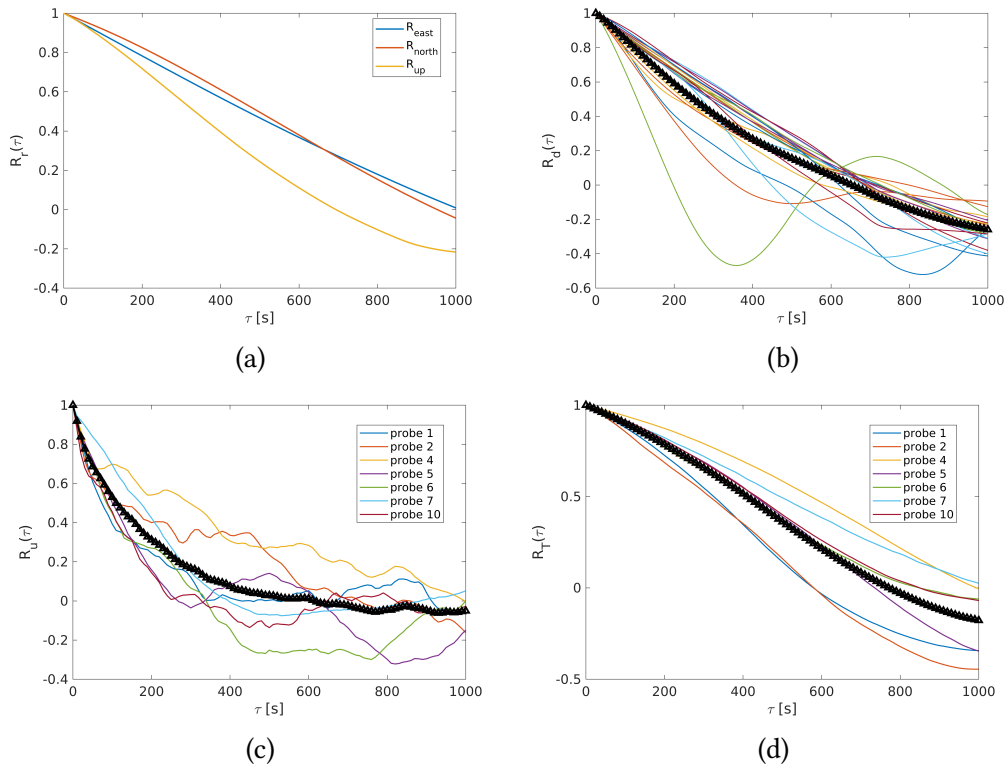 1
0.8
0.6
0.4
0.2
0
-0.2
-0.4
R_r(τ)
R_east
R_north
R_up
0 200 400 600 800 1000
τ [s]
(a)
1
0.8
0.6
0.4
0.2
0
-0.2
-0.4
-0.6
R_d(τ)
0 200 400 600 800 1000
τ [s]
(b)
1
0.8
0.6
0.4
0.2
0
-0.2
-0.4
R_u(τ)
probe 1
probe 2
probe 4
probe 5
probe 6
probe 7
probe 10
0 200 400 600 800 1000
τ [s]
(c)
1
0.5
0
-0.5
R_T(τ)
probe 1
probe 2
probe 4
probe 5
probe 6
probe 7
probe 10
0 200 400 600 800 1000
τ [s]
(d)